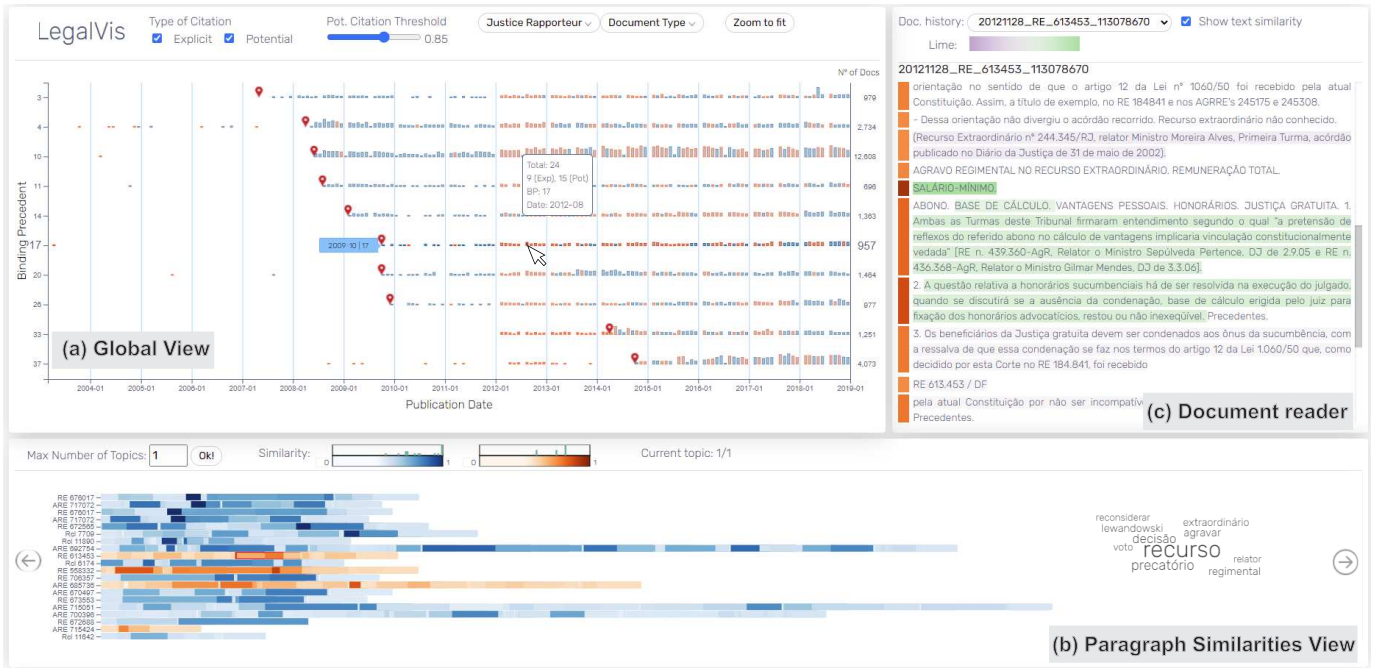 LegalVis
Type of Citation
Explicit Potential
Pot. Citation Threshold
0.85
Justice Rapporteur
Document Type
Zoom to fit
Nº of Docs
Binding Precedent
3 979
4 2,734
10 12,608
11 696
14 1,363
17 957
20 1,464
26 977
33 1,251
37 4,073
Total: 24
9 (Exp), 15 (Pot)
BP: 17
Date: 2012-08
2009-10 | 17
(a) Global View
2004-01 2005-01 2006-01 2007-01 2008-01 2009-01 2010-01 2011-01 2012-01 2013-01 2014-01 2015-01 2016-01 2017-01 2018-01 2019-01
Publication Date
Doc. history: 20121128_RE_613453_113078670 Show text similarity
Lime:
20121128_RE_613453_113078670
orientação no sentido de que o artigo 12 da Lei nº 1060/50 foi recebido pela atual
Constituição. Assim, a título de exemplo, no RE 184841 e nos AGRRE's 245175 e 245308.
- Dessa orientação não divergiu o acórdão recorrido. Recurso extraordinário não conhecido.
(Recurso Extraordinário nº 244.345/RJ, relator Ministro Moreira Alves, Primeira Turma, acórdão
publicado no Diário da Justiça de 31 de maio de 2002).
AGRAVO REGIMENTAL NO RECURSO EXTRAORDINÁRIO. REMUNERAÇÃO TOTAL.
SALÁRIO-MÍNIMO.
ABONO. BASE DE CÁLCULO. VANTAGENS PESSOAIS. HONORÁRIOS. JUSTIÇA GRATUITA. 1.
Ambas as Turmas deste Tribunal firmaram entendimento segundo o qual "a pretensão de
reflexos do referido abono no cálculo de vantagens implicaria vinculação constitucionalmente
vedada" [RE n. 439.360-AgR, Relator o Ministro Sepúlveda Pertence, DJ de 2.9.05 e RE n.
436.368-AgR, Relator o Ministro Gilmar Mendes, DJ de 3.3.06].
2. A questão relativa a honorários sucumbenciais há de ser resolvida na execução do julgado,
quando se discutirá se a ausência da condenação, base de cálculo erigida pelo juiz para
fixação dos honorários advocatícios, restou ou não inexeqüível. Precedentes.
3. Os beneficiários da Justiça gratuita devem ser condenados aos ônus da sucumbência, com
a ressalva de que essa condenação se faz nos termos do artigo 12 da Lei 1.060/50 que, como
decidido por esta Corte no RE 184.841, foi recebido
RE 613.453 / DF
pela atual Constituição por não ser incompatív
Precedentes.
(c) Document reader
Max Number of Topics: 1 Ok!
Similarity: 0 1 0 1
Current topic: 1/1
RE 676017
ARE 717072
RE 676017
ARE 717072
RE 672565
Rcl 7709
Rcl 11890
ARE 692754
RE 613453
Rcl 6174
RE 558332
RE 706357
ARE 685736
RE 670497
RE 673553
ARE 715051
ARE 700396
RE 672688
ARE 715424
Rcl 11642
reconsiderar
lewandowski extraordinário
decisão agravar
voto recurso relator
precatório regimental
(b) Paragraph Similarities View